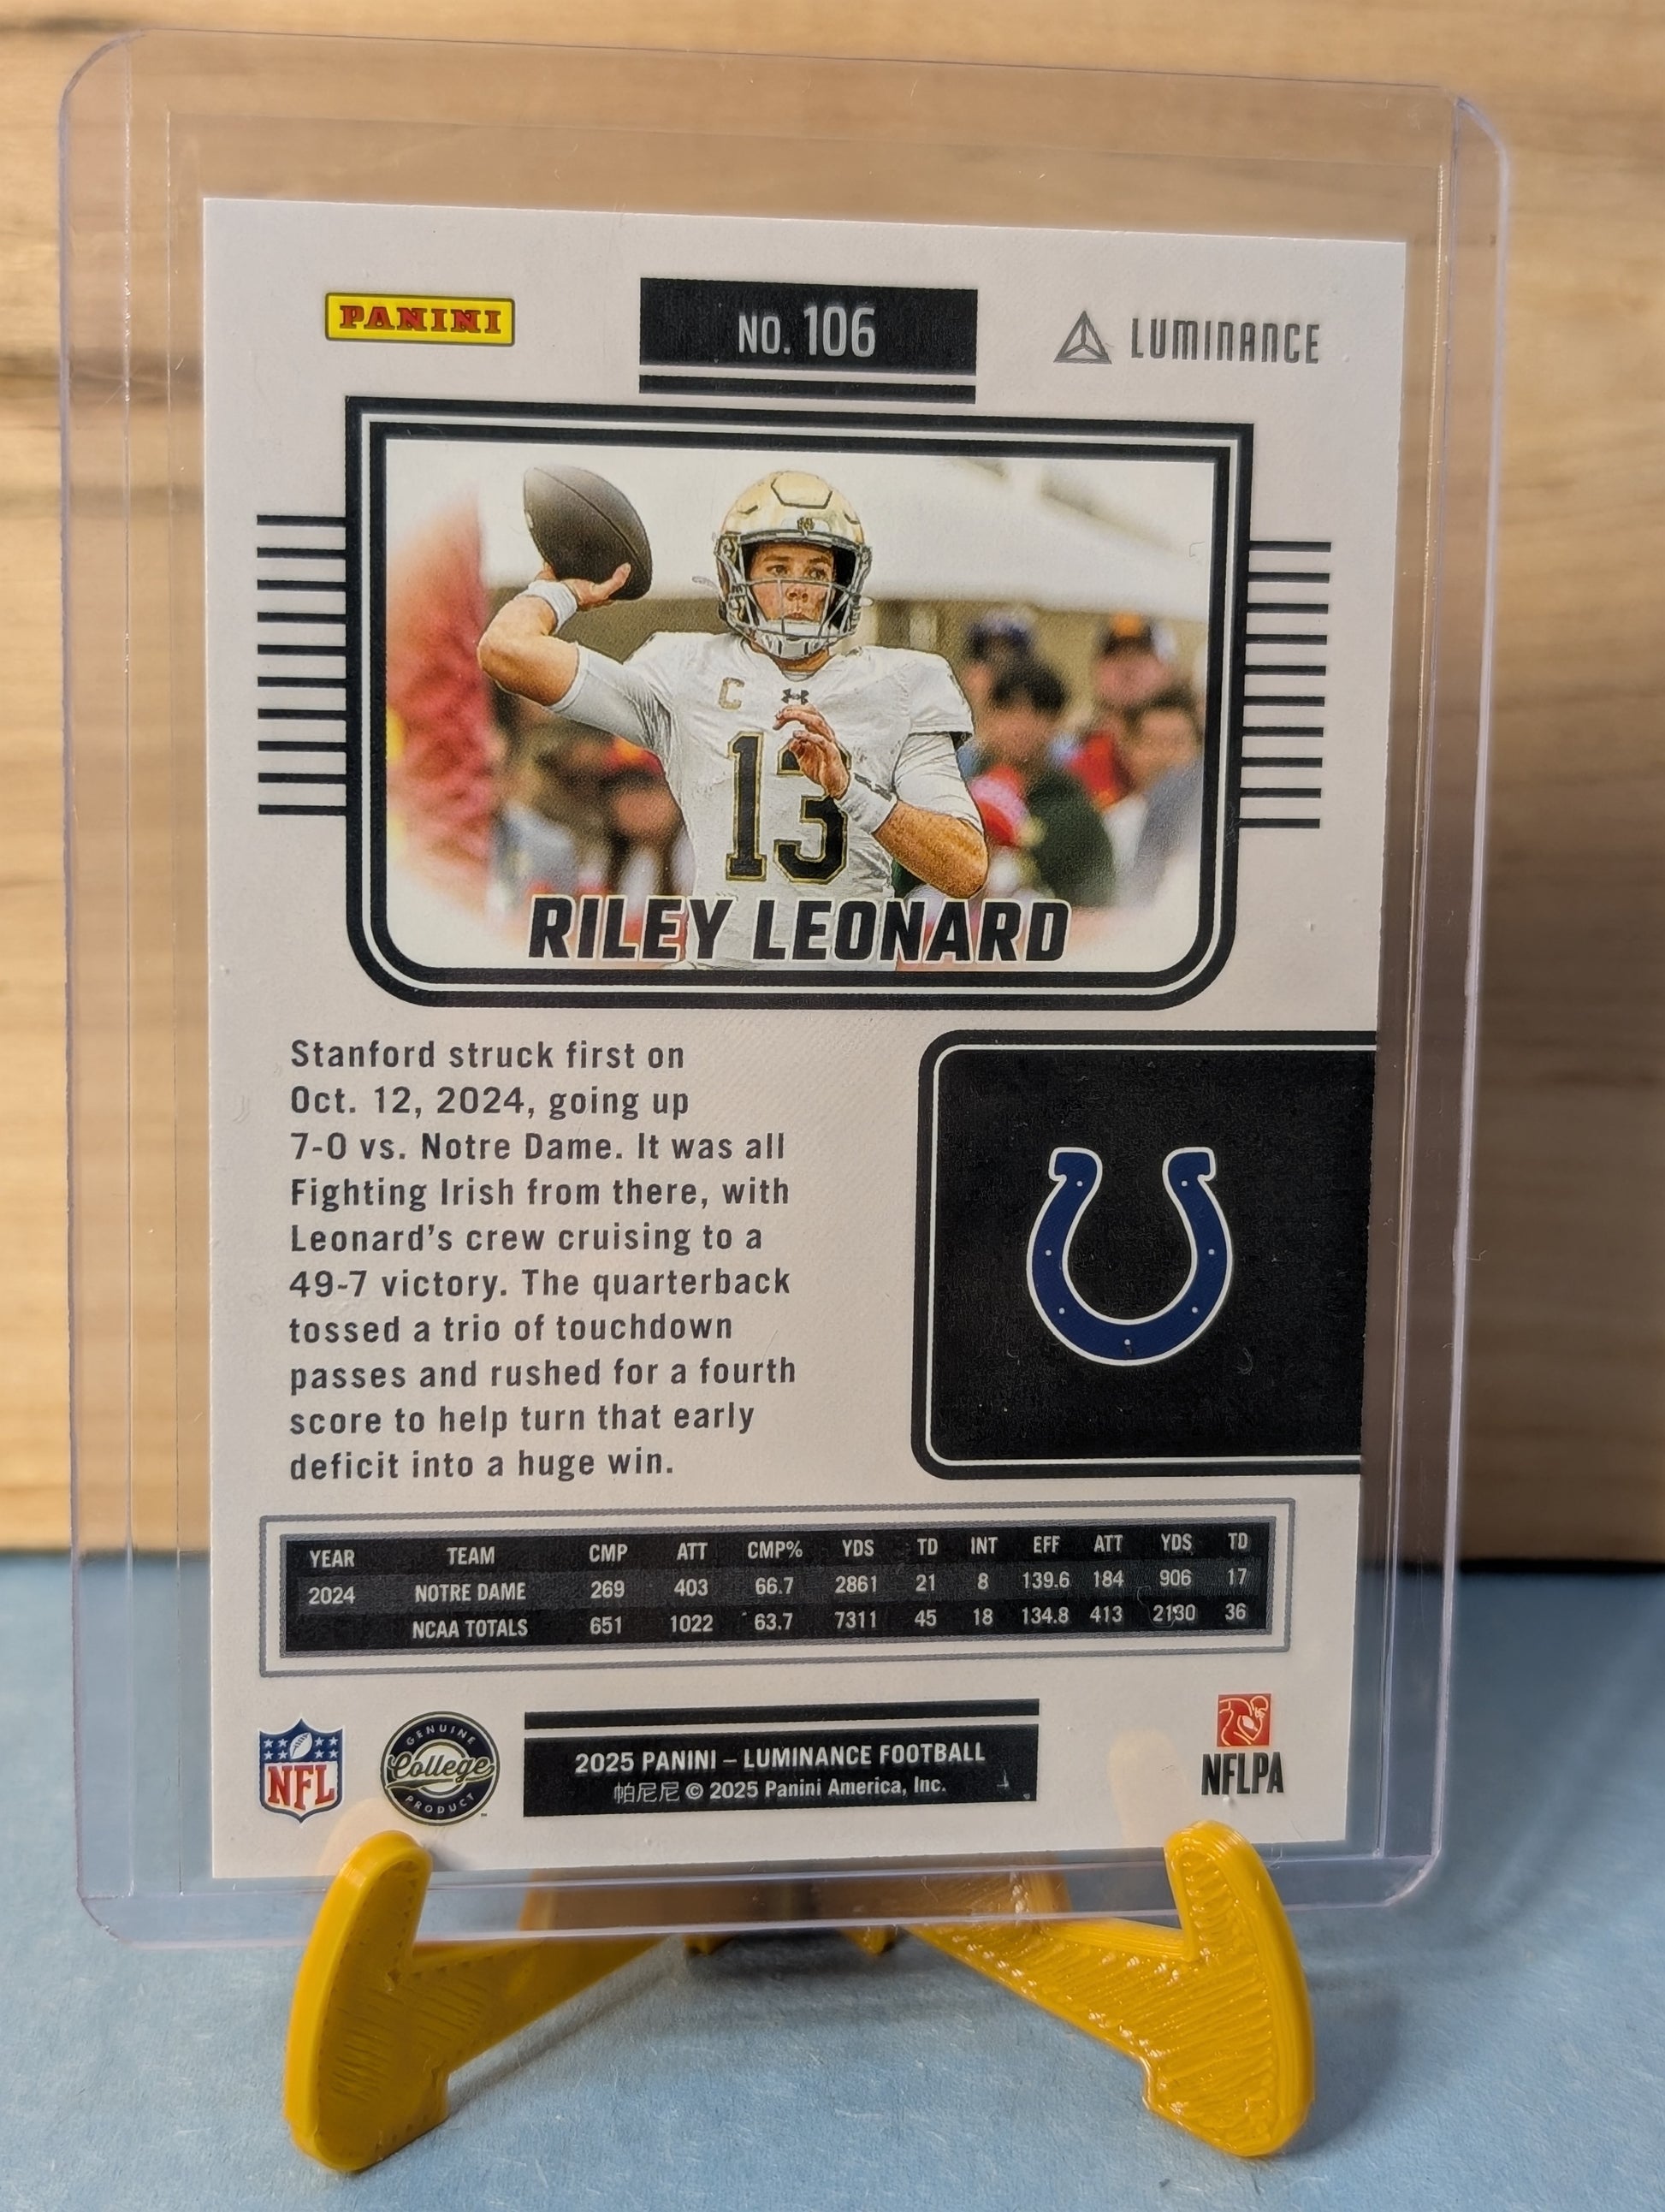 PANINI
NO. 106
LUMINANCE
C
13
RILEY LEONARD
Stanford struck first on
Oct. 12, 2024, going up
7-0 vs. Notre Dame. It was all
Fighting Irish from there, with
Leonard's crew cruising to a
49-7 victory. The quarterback
tossed a trio of touchdown
passes and rushed for a fourth
score to help turn that early
deficit into a huge win.
YEAR TEAM CMP ATT CMP% YDS TD INT EFF ATT YDS TD
2024 NOTRE DAME 269 403 66.7 2861 21 8 139.6 184 906 17
NCAA TOTALS 651 1022 63.7 7311 45 18 134.8 413 2130 36
NFL
GENUINE
College
PRODUCT
™
2025 PANINI – LUMINANCE FOOTBALL
帕尼尼 © 2025 Panini America, Inc.
NFLPA